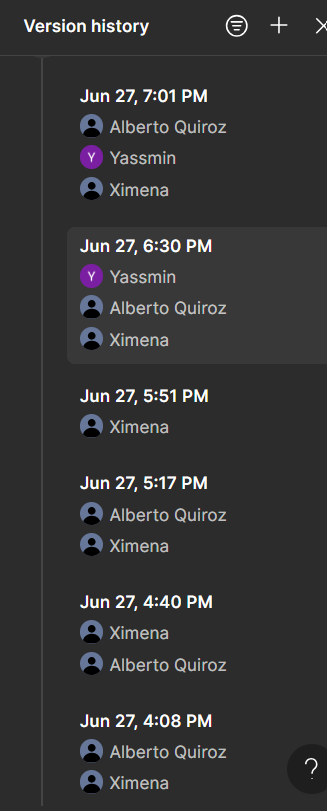 Version history
Jun 27, 7:01 PM
Alberto Quiroz
Y Yassmin
Ximena
Jun 27, 6:30 PM
Y Yassmin
Alberto Quiroz
Ximena
Jun 27, 5:51 PM
Ximena
Jun 27, 5:17 PM
Alberto Quiroz
Ximena
Jun 27, 4:40 PM
Ximena
Alberto Quiroz
Jun 27, 4:08 PM
Alberto Quiroz
Ximena
?